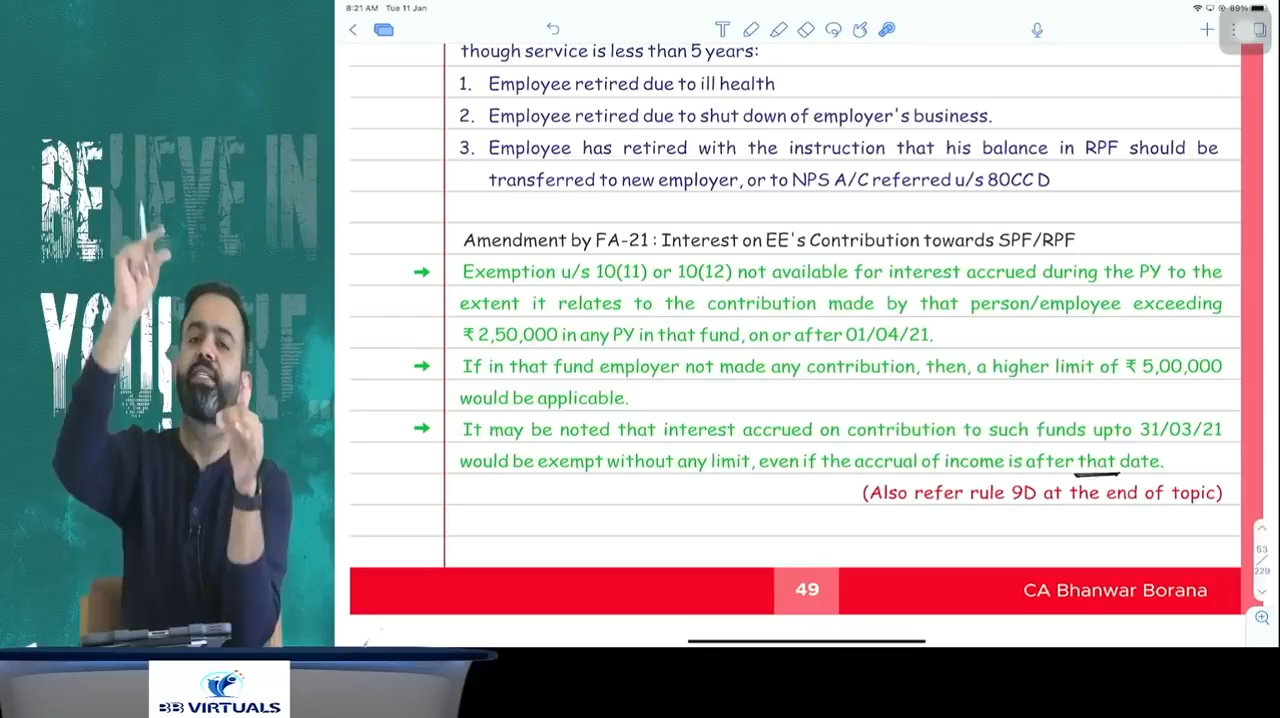 8:21 AM Tue 11 Jan
89%
though service is less than 5 years:
1. Employee retired due to ill health
2. Employee retired due to shut down of employer's business.
3. Employee has retired with the instruction that his balance in RPF should be
transferred to new employer, or to NPS A/C referred u/s 80CC D
Amendment by FA-21 : Interest on EE's Contribution towards SPF/RPF
→ Exemption u/s 10(11) or 10(12) not available for interest accrued during the PY to the
extent it relates to the contribution made by that person/employee exceeding
₹ 2,50,000 in any PY in that fund, on or after 01/04/21.
→ If in that fund employer not made any contribution, then, a higher limit of ₹ 5,00,000
would be applicable.
→ It may be noted that interest accrued on contribution to such funds upto 31/03/21
would be exempt without any limit, even if the accrual of income is after that date.
(Also refer rule 9D at the end of topic)
49
CA Bhanwar Borana
53
229
BELIEVE IN
BB VIRTUALS